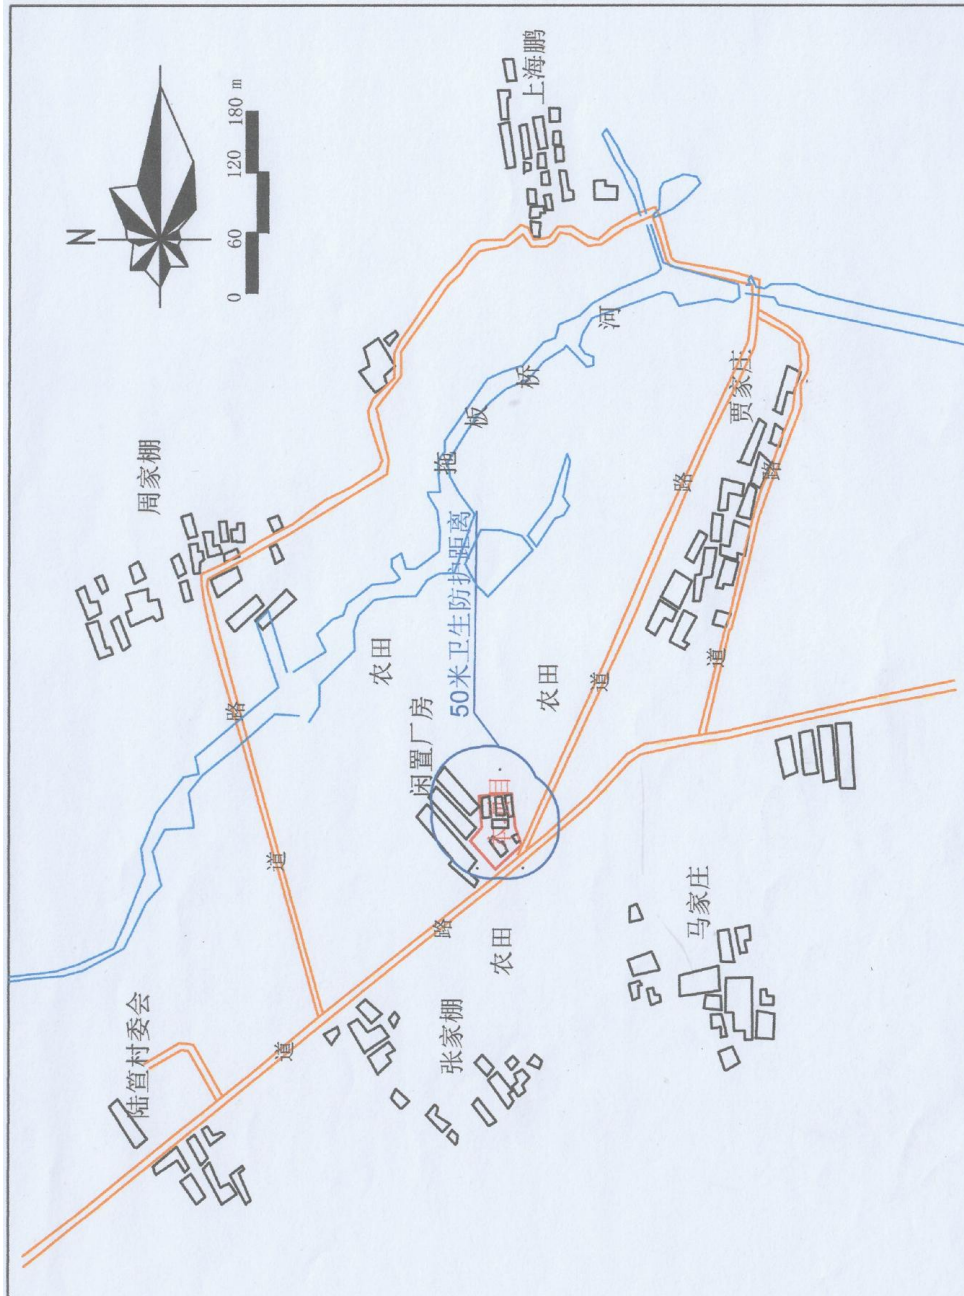 N
0 60 120 180 m
陆笪村委会
周家棚
道路
道路
上海鹏
农田
闲置厂房
张家棚
拖板桥河
50米卫生防护距离
农田
农田
道路
马家庄
贾家庄
道路